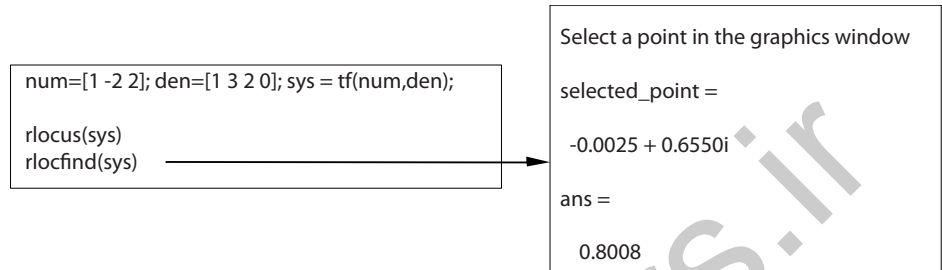 num=[1 -2 2]; den=[1 3 2 0]; sys = tf(num,den);
rlocus(sys)
rlocfind(sys)
Select a point in the graphics window
selected_point =
-0.0025 + 0.6550i
ans =
0.8008
s.ir